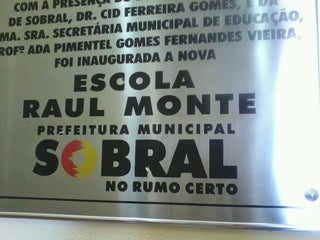 COM A PRESENÇA DO
DE SOBRAL, DR. CID FERREIRA GOMES, E DA
MA. SRA. SECRETÁRIA MUNICIPAL DE EDUCAÇÃO,
ROFª ADA PIMENTEL GOMES FERNANDES VIEIRA,
FOI INAUGURADA A NOVA
ESCOLA
RAUL MONTE
PREFEITURA MUNICIPAL
SOBRAL
NO RUMO CERTO